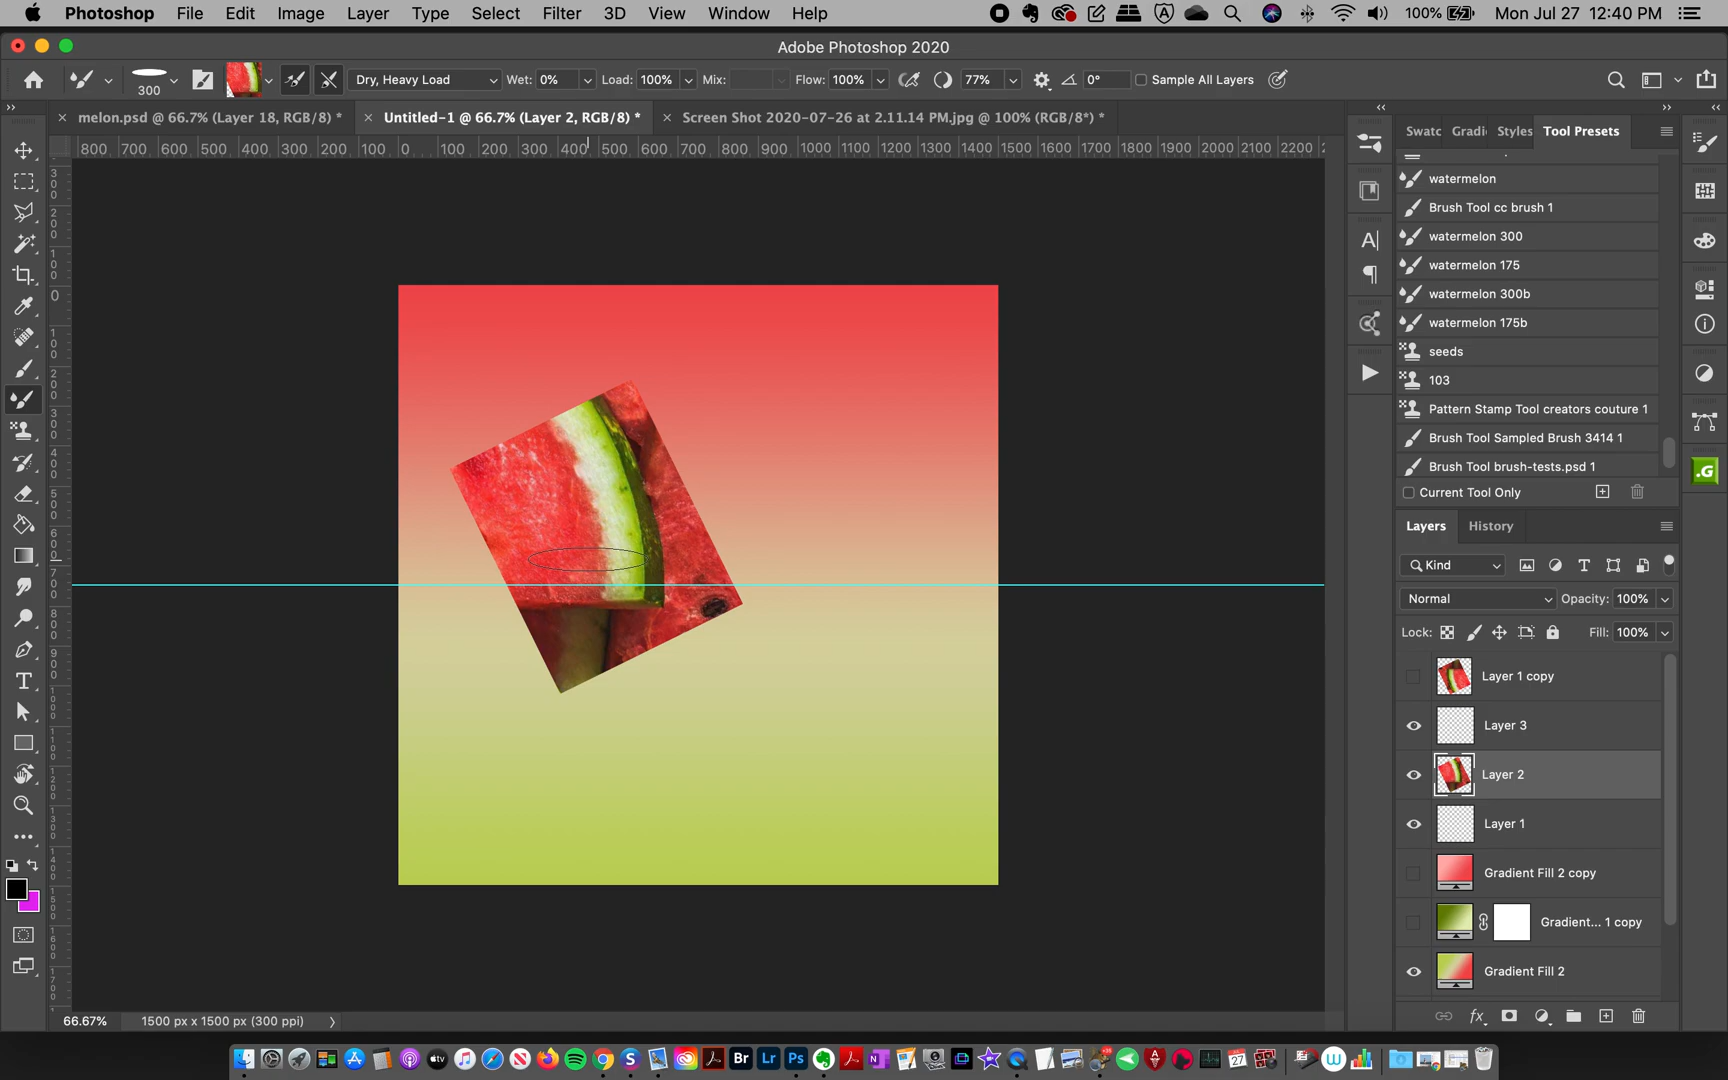 Photoshop File Edit Image Layer Type Select Filter 3D View Window Help 100% Mon Jul 27 12:40 PM
Adobe Photoshop 2020
300 Dry, Heavy Load Wet: 0% Load: 100% Mix: Flow: 100% 77% 0° Sample All Layers
melon.psd @ 66.7% (Layer 18, RGB/8) * Untitled-1 @ 66.7% (Layer 2, RGB/8) * Screen Shot 2020-07-26 at 2.11.14 PM.jpg @ 100% (RGB/8*) *
Swatc Gradi Styles Tool Presets
800 700 600 500 400 300 200 100 0 100 200 300 400 500 600 700 800 900 1000 1100 1200 1300 1400 1500 1600 1700 1800 1900 2000 2100 2200
watermelon
Brush Tool cc brush 1
watermelon 300
watermelon 175
watermelon 300b
watermelon 175b
seeds
103
Pattern Stamp Tool creators couture 1
Brush Tool Sampled Brush 3414 1
Brush Tool brush-tests.psd 1
Current Tool Only
Layers History
Kind
Normal Opacity: 100%
Lock: Fill: 100%
Layer 1 copy
Layer 3
Layer 2
Layer 1
Gradient Fill 2 copy
Gradient... 1 copy
Gradient Fill 2
66.67% 1500 px x 1500 px (300 ppi)